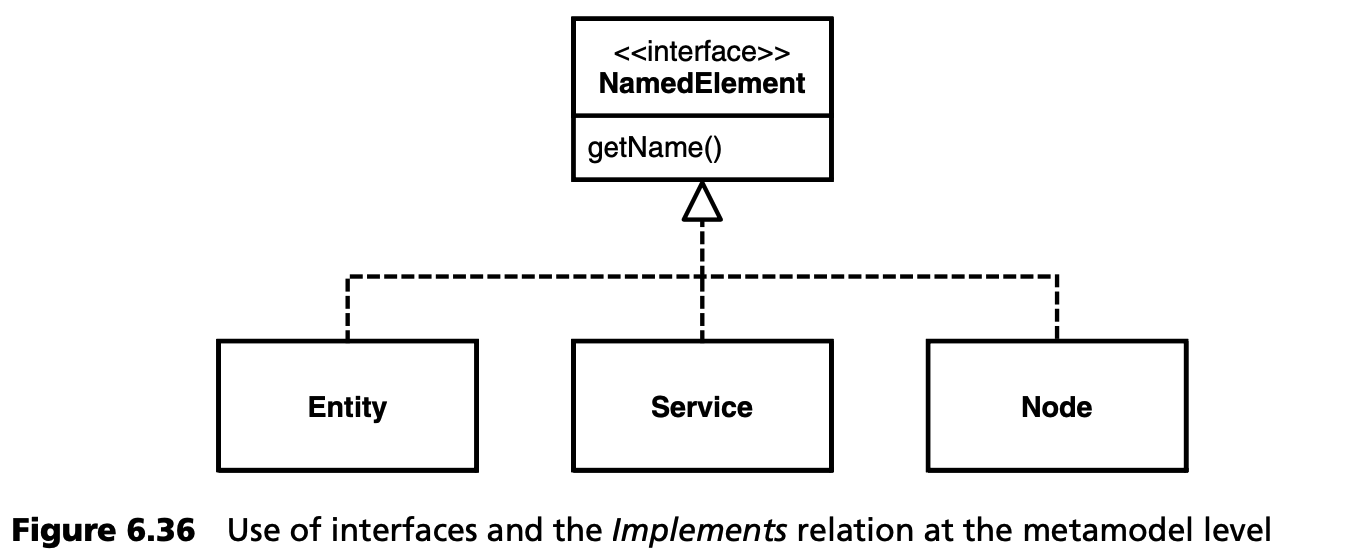 <<interface>>
NamedElement
getName()
Entity
Service
Node
Figure 6.36 Use of interfaces and the Implements relation at the metamodel level